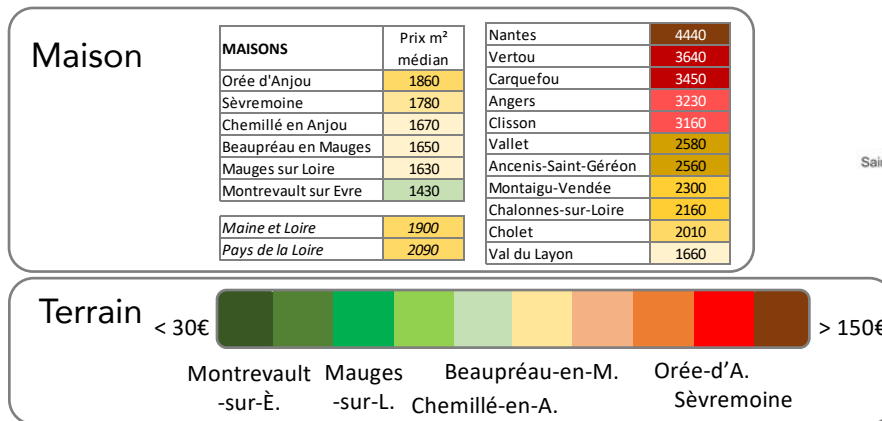 Maison
MAISONS Prix m² médian
Orée d'Anjou 1860
Sèvremoine 1780
Chemillé en Anjou 1670
Beaupréau en Mauges 1650
Mauges sur Loire 1630
Montrevault sur Evre 1430
Maine et Loire 1900
Pays de la Loire 2090
Nantes 4440
Vertou 3640
Carquefou 3450
Angers 3230
Clisson 3160
Vallet 2580
Ancenis-Saint-Géréon 2560
Montaigu-Vendée 2300
Chalonnes-sur-Loire 2160
Cholet 2010
Val du Layon 1660
Sai
Terrain
< 30€ > 150€
Montrevault Mauges Beaupréau-en-M. Orée-d'A.
-sur-È. -sur-L. Chemillé-en-A. Sèvremoine